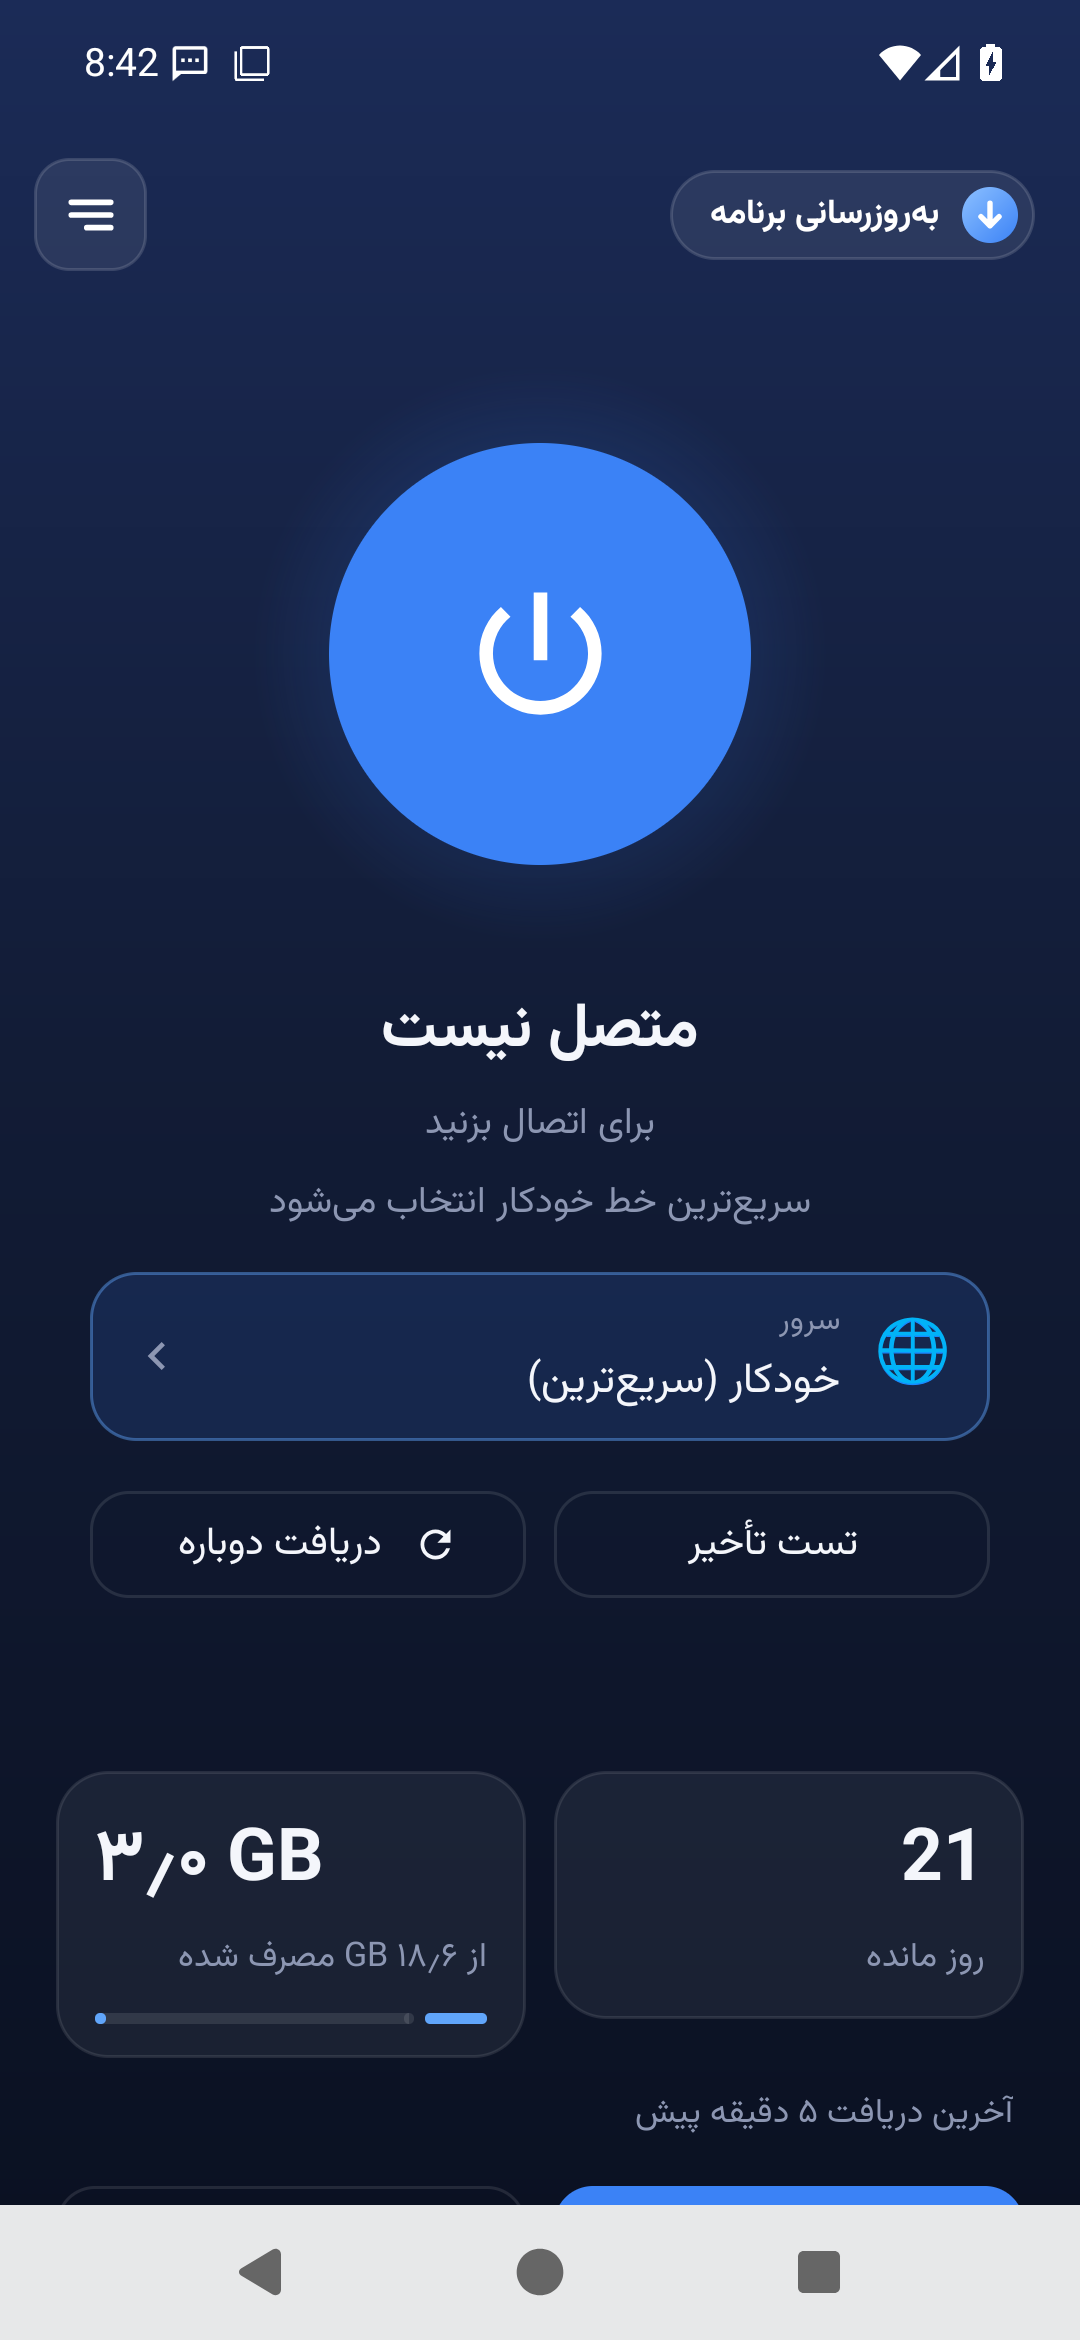 8:42
به‌روزرسانی برنامه
متصل نیست
برای اتصال بزنید
سریع‌ترین خط خودکار انتخاب می‌شود
سرور
خودکار (سریع‌ترین)
تست تأخیر
دریافت دوباره
21
روز مانده
۳٫۰ GB
از ۱۸٫۶ GB مصرف شده
آخرین دریافت ۵ دقیقه پیش